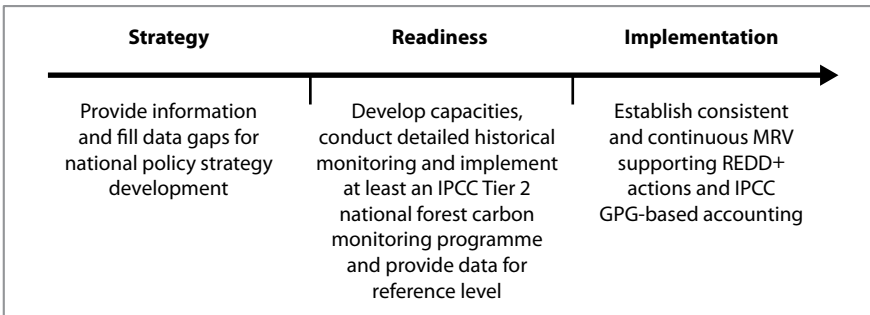 Strategy
Readiness
Implementation
Provide information
and fill data gaps for
national policy strategy
development
Develop capacities,
conduct detailed historical
monitoring and implement
at least an IPCC Tier 2
national forest carbon
monitoring programme
and provide data for
reference level
Establish consistent
and continuous MRV
supporting REDD+
actions and IPCC
GPG-based accounting